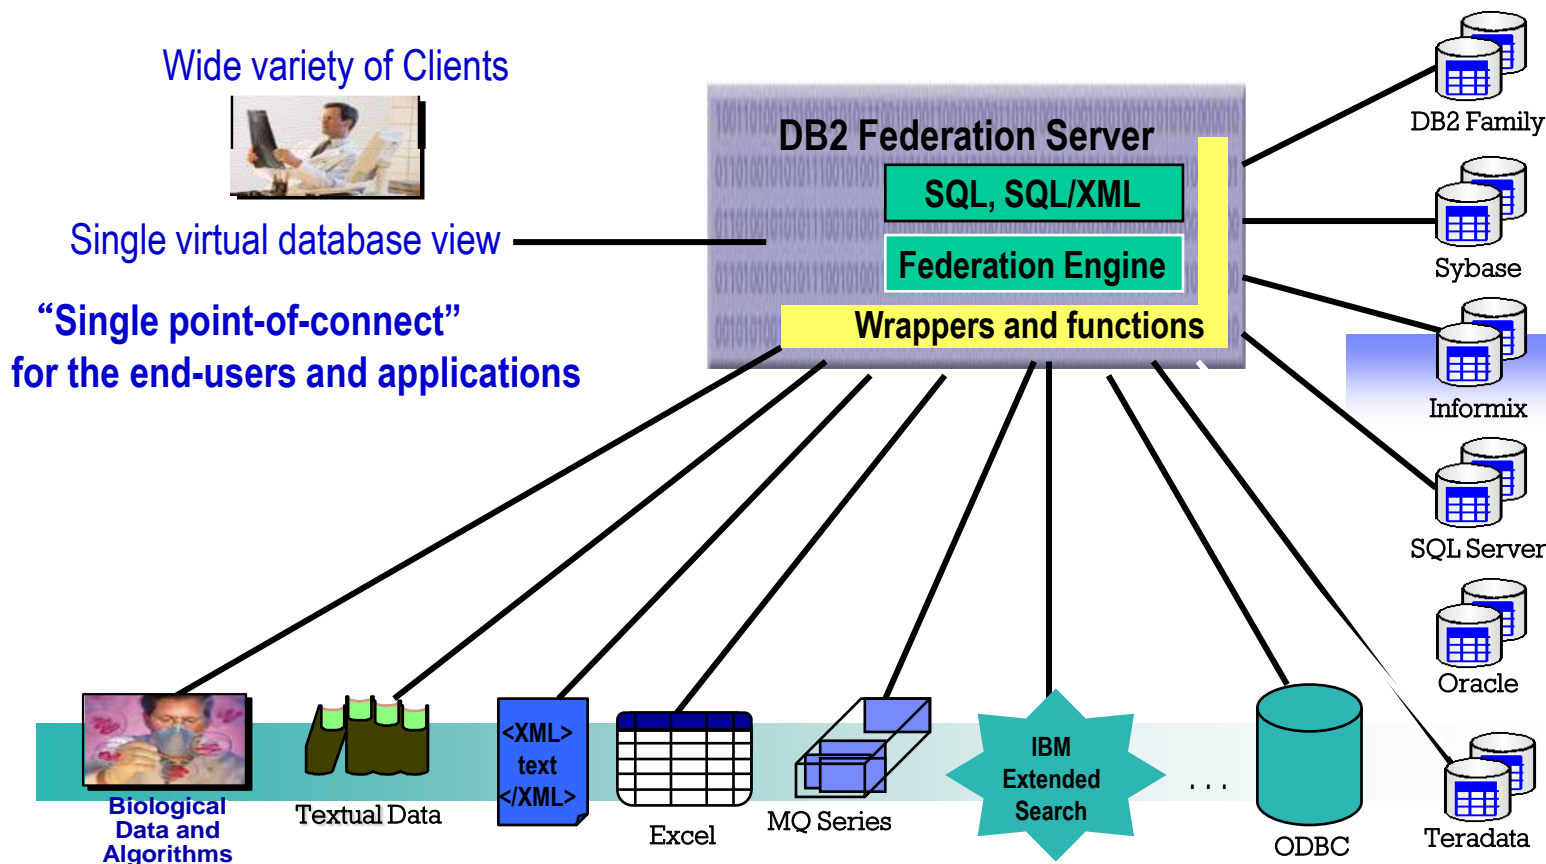 Wide variety of Clients
Single virtual database view
“Single point-of-connect”
for the end-users and applications
DB2 Federation Server
SQL, SQL/XML
Federation Engine
Wrappers and functions
DB2 Family
Sybase
Informix
SQL Server
Oracle
Teradata
Biological
Data and
Algorithms
Textual Data
<XML>
text
</XML>
Excel
MQ Series
IBM
Extended
Search
. . .
ODBC